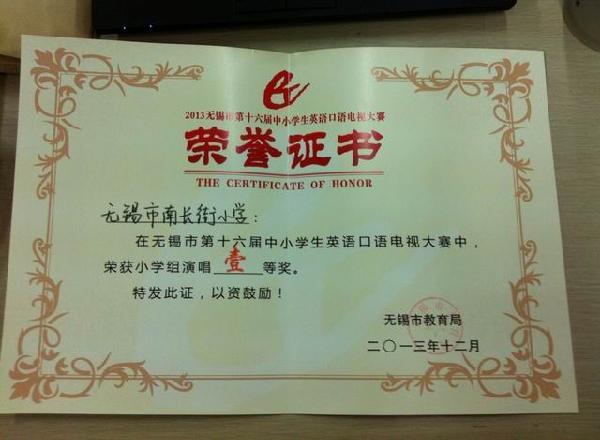 2013无锡市第十六届中小学生英语口语电视大赛
荣誉证书
THE CERTIFICATE OF HONOR
无锡市南长街小学:
在无锡市第十六届中小学生英语口语电视大赛中,
荣获小学组演唱 壹 等奖。
特发此证,以资鼓励!
无锡市教育局
二〇一三年十二月